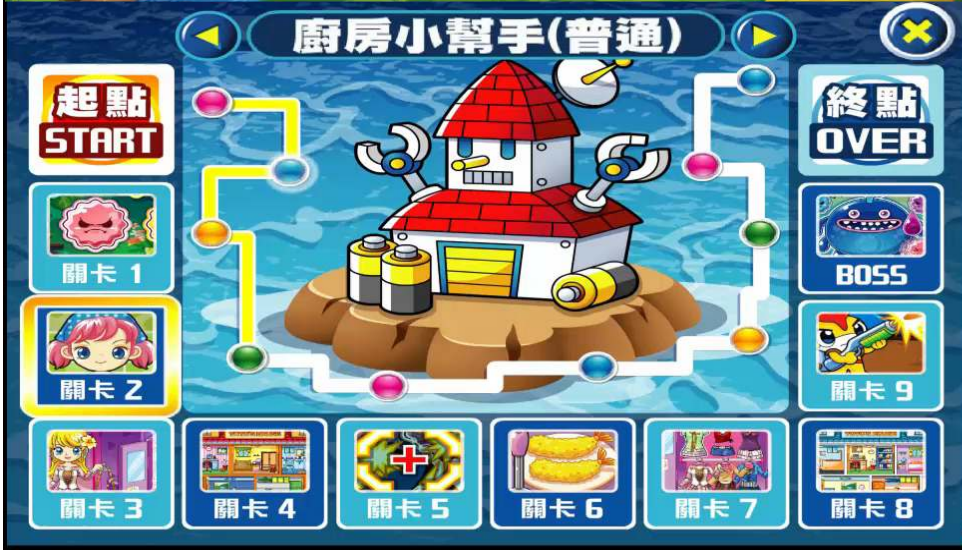 廚房小幫手(普通)
起點
START
終點
OVER
關卡 1
BOSS
關卡 2
關卡 9
關卡 3
關卡 4
關卡 5
關卡 6
關卡 7
關卡 8